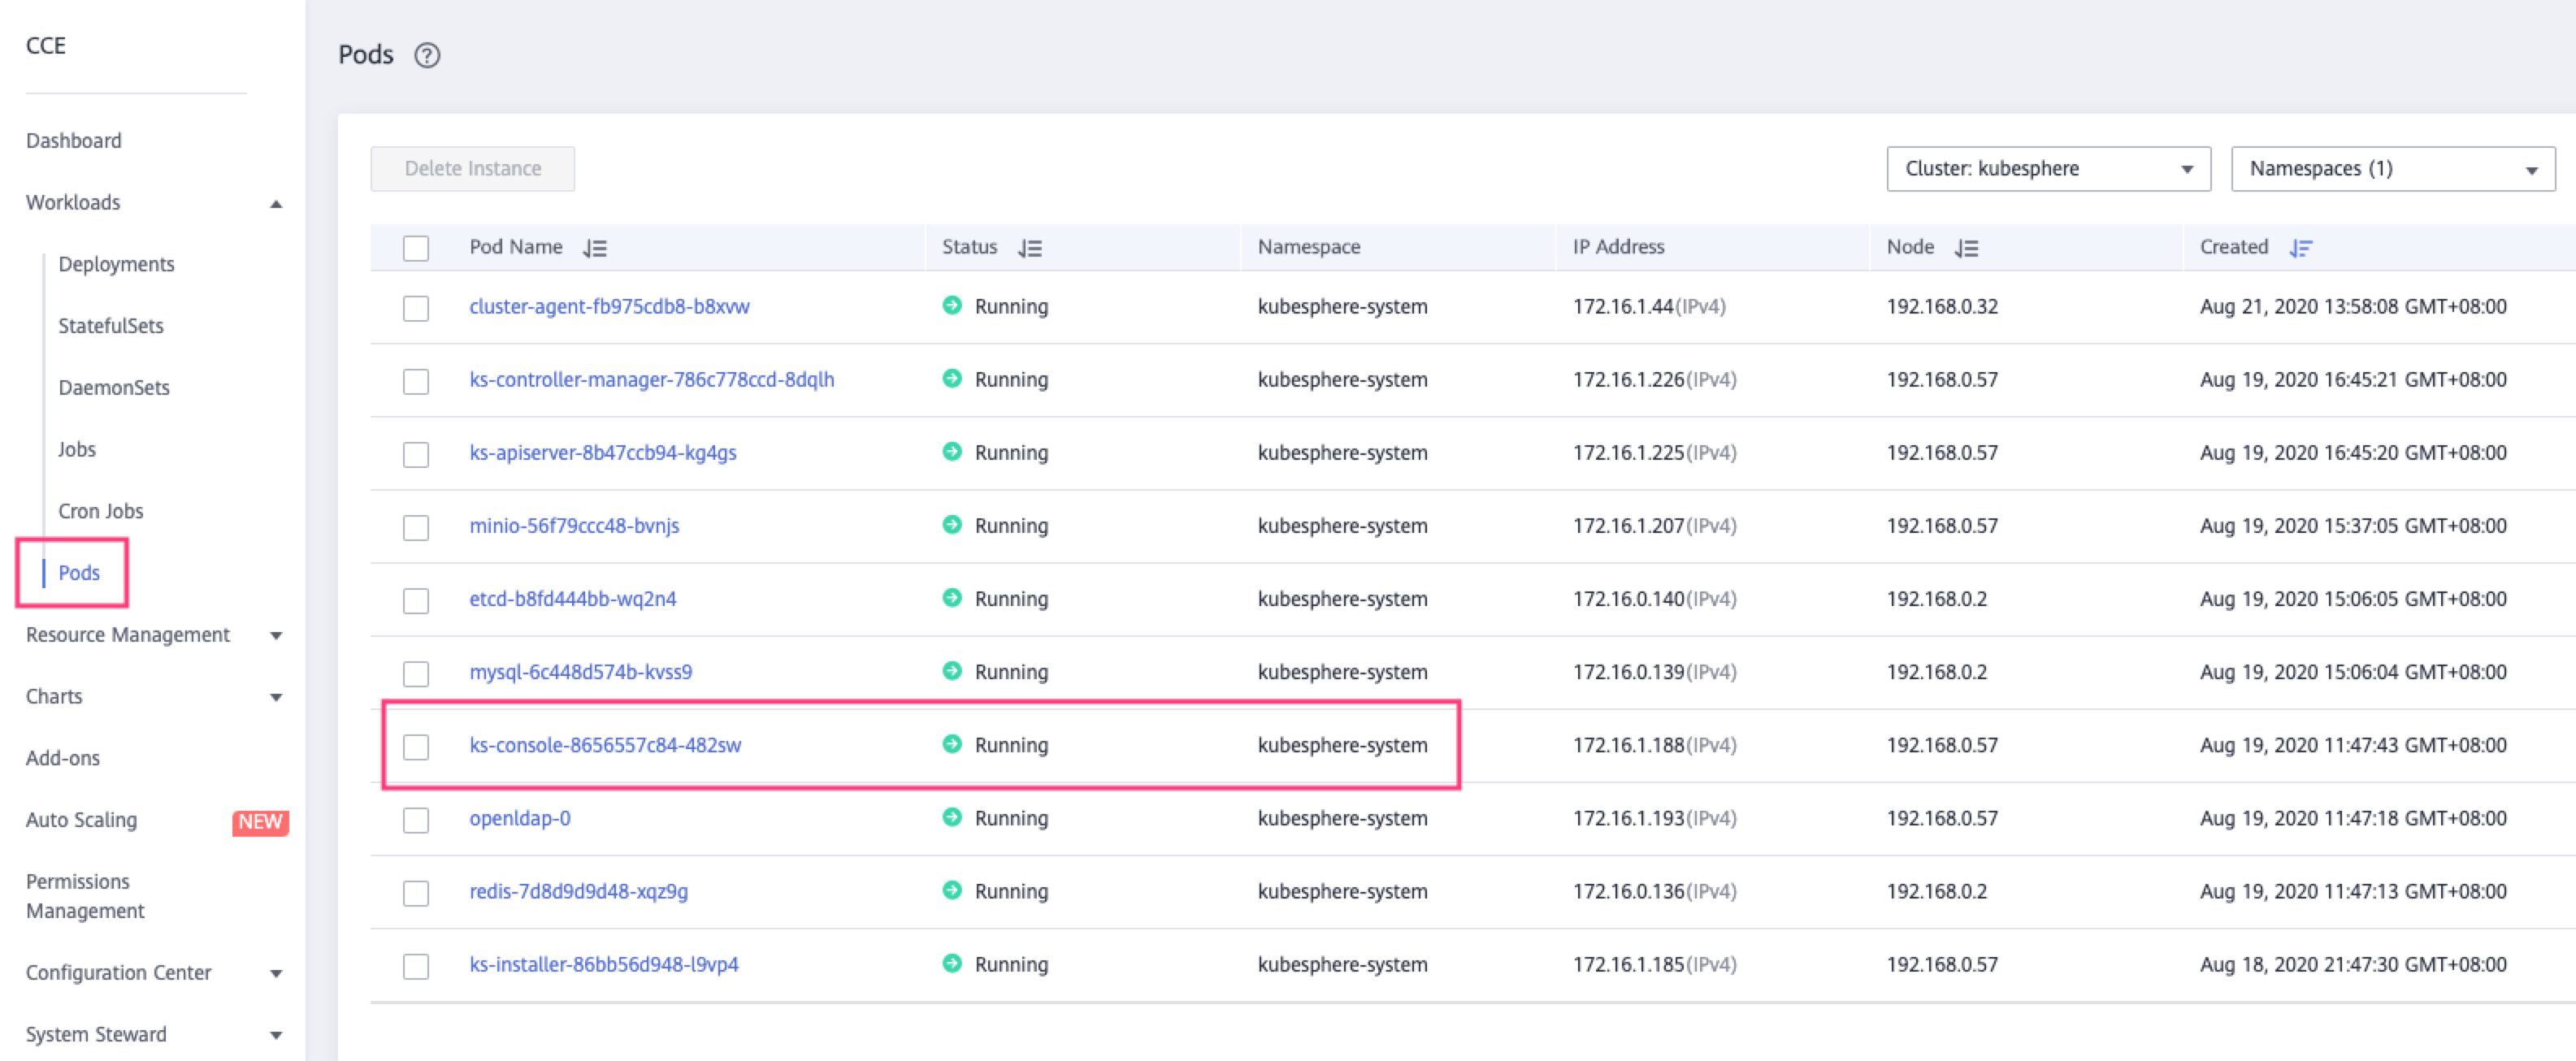 CCE
Dashboard
Workloads
Deployments
StatefulSets
DaemonSets
Jobs
Cron Jobs
Pods
Resource Management
Charts
Add-ons
Auto Scaling NEW
Permissions
Management
Configuration Center
System Steward
Pods ?
Delete Instance Cluster: kubesphere Namespaces (1)
Pod Name Status Namespace IP Address Node Created
cluster-agent-fb975cdb8-b8xvw Running kubesphere-system 172.16.1.44(IPv4) 192.168.0.32 Aug 21, 2020 13:58:08 GMT+08:00
ks-controller-manager-786c778ccd-8dqlh Running kubesphere-system 172.16.1.226(IPv4) 192.168.0.57 Aug 19, 2020 16:45:21 GMT+08:00
ks-apiserver-8b47ccb94-kg4gs Running kubesphere-system 172.16.1.225(IPv4) 192.168.0.57 Aug 19, 2020 16:45:20 GMT+08:00
minio-56f79ccc48-bvnjs Running kubesphere-system 172.16.1.207(IPv4) 192.168.0.57 Aug 19, 2020 15:37:05 GMT+08:00
etcd-b8fd444bb-wq2n4 Running kubesphere-system 172.16.0.140(IPv4) 192.168.0.2 Aug 19, 2020 15:06:05 GMT+08:00
mysql-6c448d574b-kvss9 Running kubesphere-system 172.16.0.139(IPv4) 192.168.0.2 Aug 19, 2020 15:06:04 GMT+08:00
ks-console-8656557c84-482sw Running kubesphere-system 172.16.1.188(IPv4) 192.168.0.57 Aug 19, 2020 11:47:43 GMT+08:00
openldap-0 Running kubesphere-system 172.16.1.193(IPv4) 192.168.0.57 Aug 19, 2020 11:47:18 GMT+08:00
redis-7d8d9d9d48-xqz9g Running kubesphere-system 172.16.0.136(IPv4) 192.168.0.2 Aug 19, 2020 11:47:13 GMT+08:00
ks-installer-86bb56d948-l9vp4 Running kubesphere-system 172.16.1.185(IPv4) 192.168.0.57 Aug 18, 2020 21:47:30 GMT+08:00